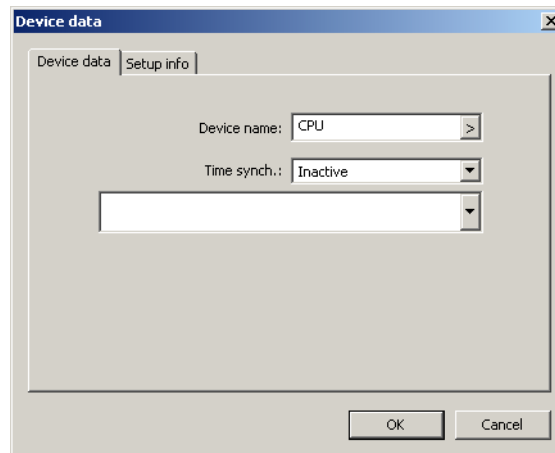 Device data
Device data Setup info
Device name: CPU >
Time synch.: Inactive
OK Cancel